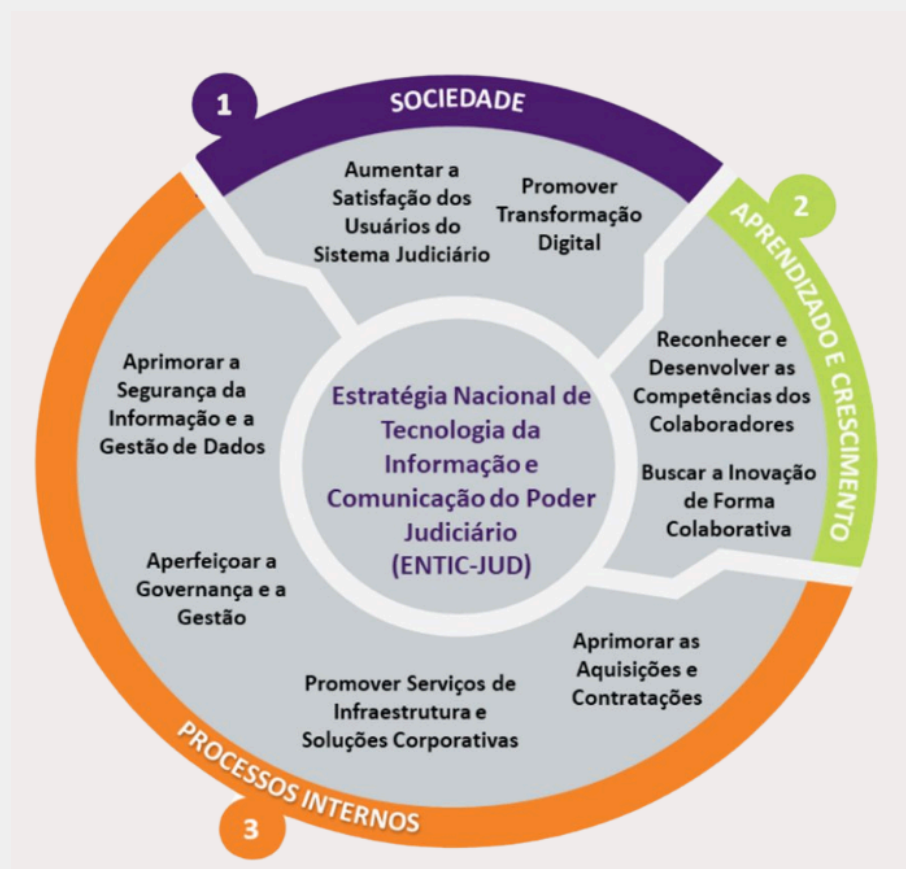 1
SOCIEDADE
Aumentar a
Satisfação dos
Usuários do
Sistema Judiciário
Promover
Transformação
Digital
2
APRENDIZADO E CRESCIMENTO
Reconhecer e
Desenvolver as
Competências dos
Colaboradores
Buscar a Inovação
de Forma
Colaborativa
Estratégia Nacional de
Tecnologia da
Informação e
Comunicação do Poder
Judiciário
(ENTIC-JUD)
Aprimorar a
Segurança da
Informação e a
Gestão de Dados
Aperfeiçoar a
Governança e a
Gestão
Promover Serviços de
Infraestrutura e
Soluções Corporativas
Aprimorar as
Aquisições e
Contratações
PROCESSOS INTERNOS
3